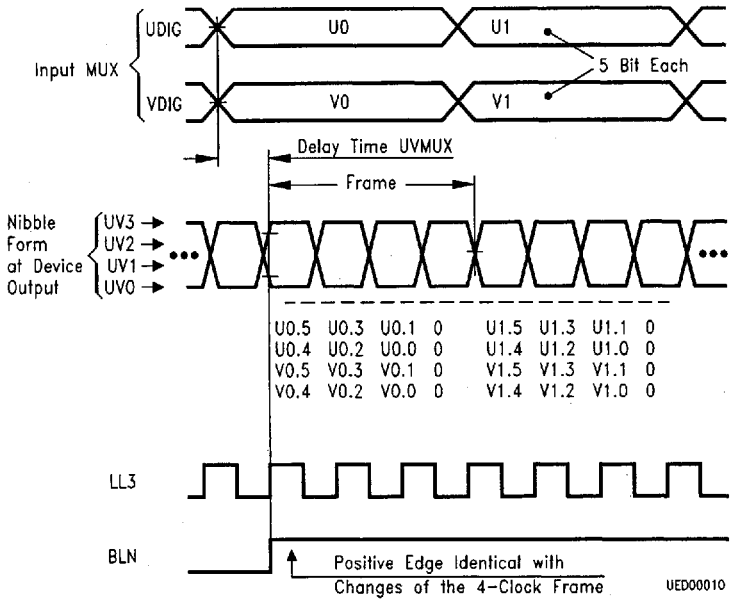 UDIG U0 U1
Input MUX
5 Bit Each
VDIG V0 V1
Delay Time UVMUX
Frame
Nibble UV3
Form UV2
at Device UV1
Output UV0
U0.5 U0.3 U0.1 0 U1.5 U1.3 U1.1 0
U0.4 U0.2 U0.0 0 U1.4 U1.2 U1.0 0
V0.5 V0.3 V0.1 0 V1.5 V1.3 V1.1 0
V0.4 V0.2 V0.0 0 V1.4 V1.2 V1.0 0
LL3
BLN
Positive Edge Identical with
Changes of the 4-Clock Frame
UED00010